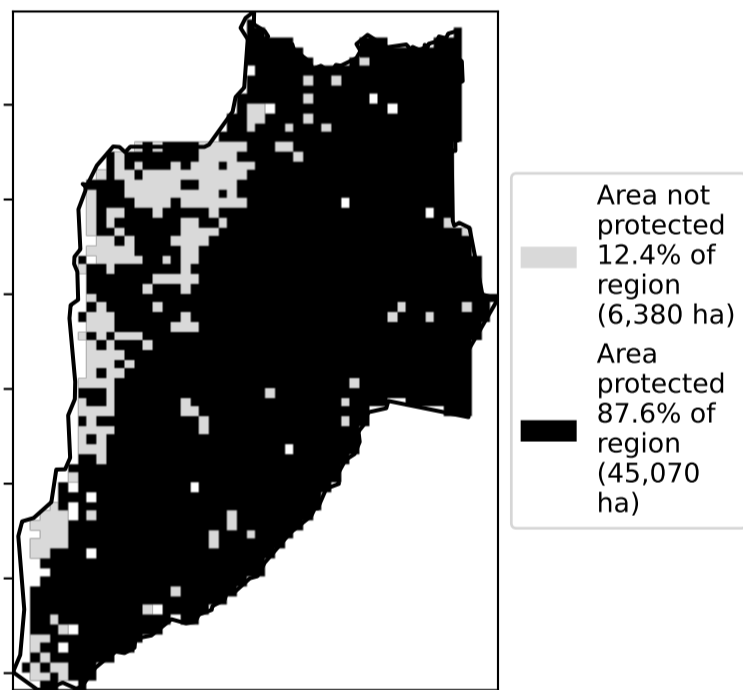 Area not
protected
12.4% of
region
(6,380 ha)
Area
protected
87.6% of
region
(45,070
ha)